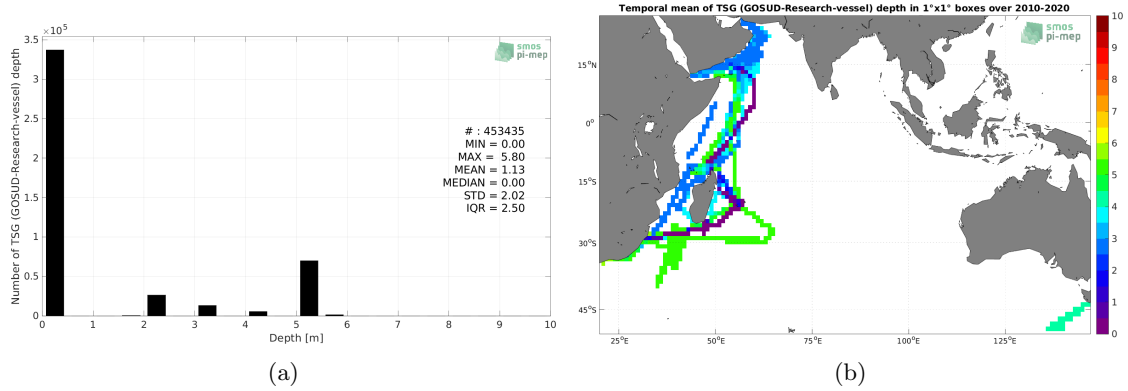 ×10⁵
3.5
3
2.5
2
1.5
1
0.5
0
Number of TSG (GOSUD-Research-vessel) depth
smos
pi-mep
# : 453435
MIN = 0.00
MAX = 5.80
MEAN = 1.13
MEDIAN = 0.00
STD = 2.02
IQR = 2.50
0 1 2 3 4 5 6 7 8 9 10
Depth [m]
(a)
Temporal mean of TSG (GOSUD-Research-vessel) depth in 1°x1° boxes over 2010-2020
smos
pi-mep
15°N
0°
15°S
30°S
45°S
25°E 50°E 75°E 100°E 125°E
10
9
8
7
6
5
4
3
2
1
0
(b)